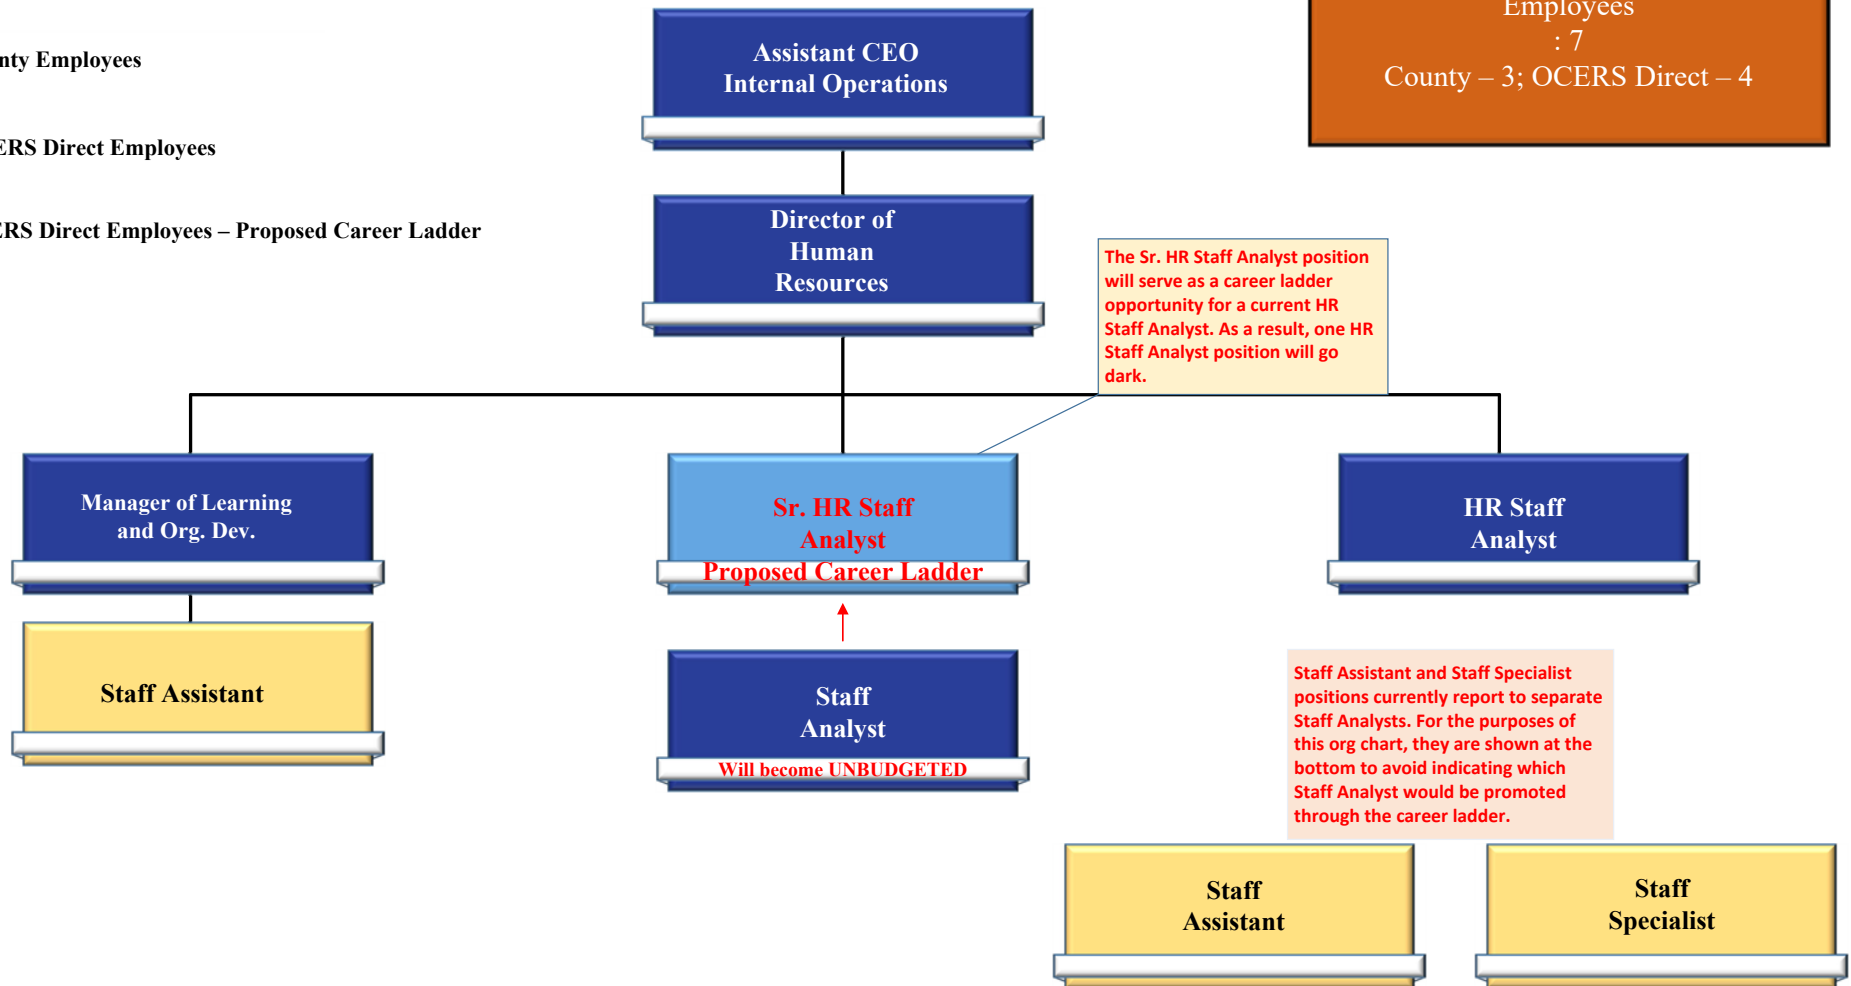 Employees
: 7
County – 3; OCERS Direct – 4
nty Employees
ERS Direct Employees
ERS Direct Employees – Proposed Career Ladder
Assistant CEO
Internal Operations
Director of
Human
Resources
The Sr. HR Staff Analyst position
will serve as a career ladder
opportunity for a current HR
Staff Analyst. As a result, one HR
Staff Analyst position will go
dark.
Manager of Learning
and Org. Dev.
Sr. HR Staff
Analyst
Proposed Career Ladder
HR Staff
Analyst
Staff Assistant
Staff
Analyst
Will become UNBUDGETED
Staff Assistant and Staff Specialist
positions currently report to separate
Staff Analysts. For the purposes of
this org chart, they are shown at the
bottom to avoid indicating which
Staff Analyst would be promoted
through the career ladder.
Staff
Assistant
Staff
Specialist